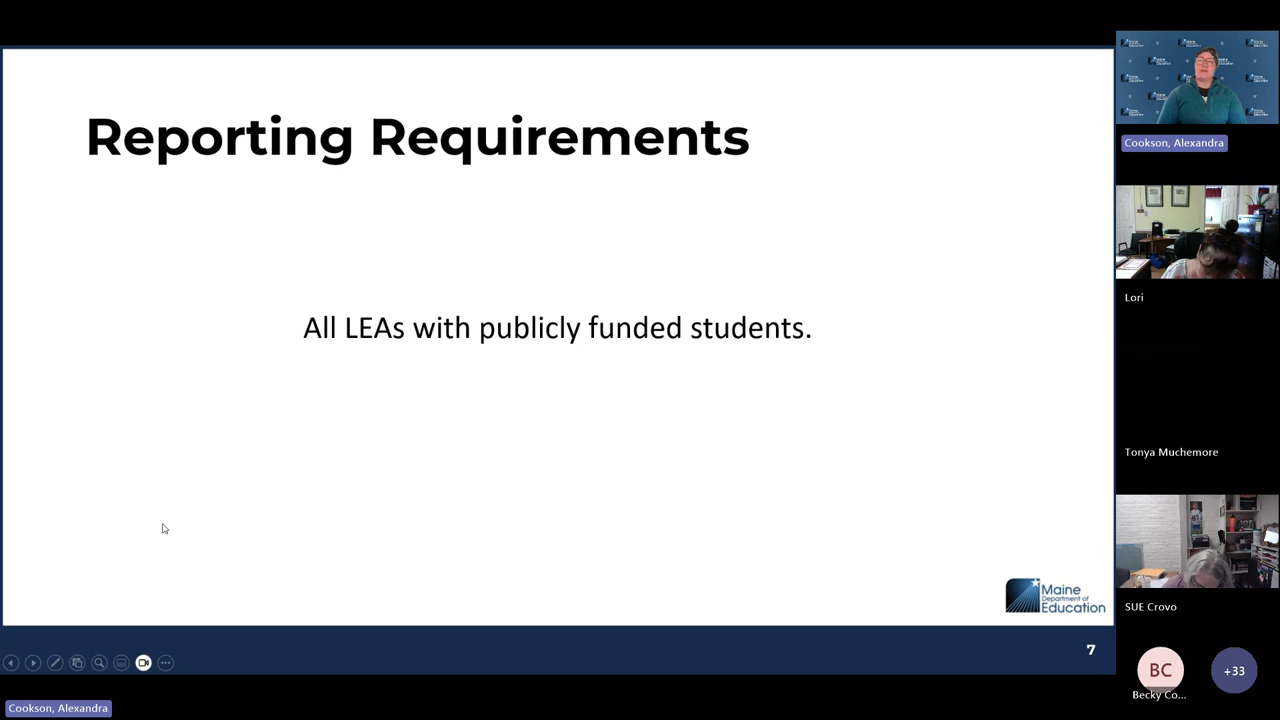 Reporting Requirements
All LEAs with publicly funded students.
Maine
Department of
Education
7
Cookson, Alexandra
Cookson, Alexandra
Lori
Tonya Muchemore
SUE Crovo
BC
Becky Co...
+33